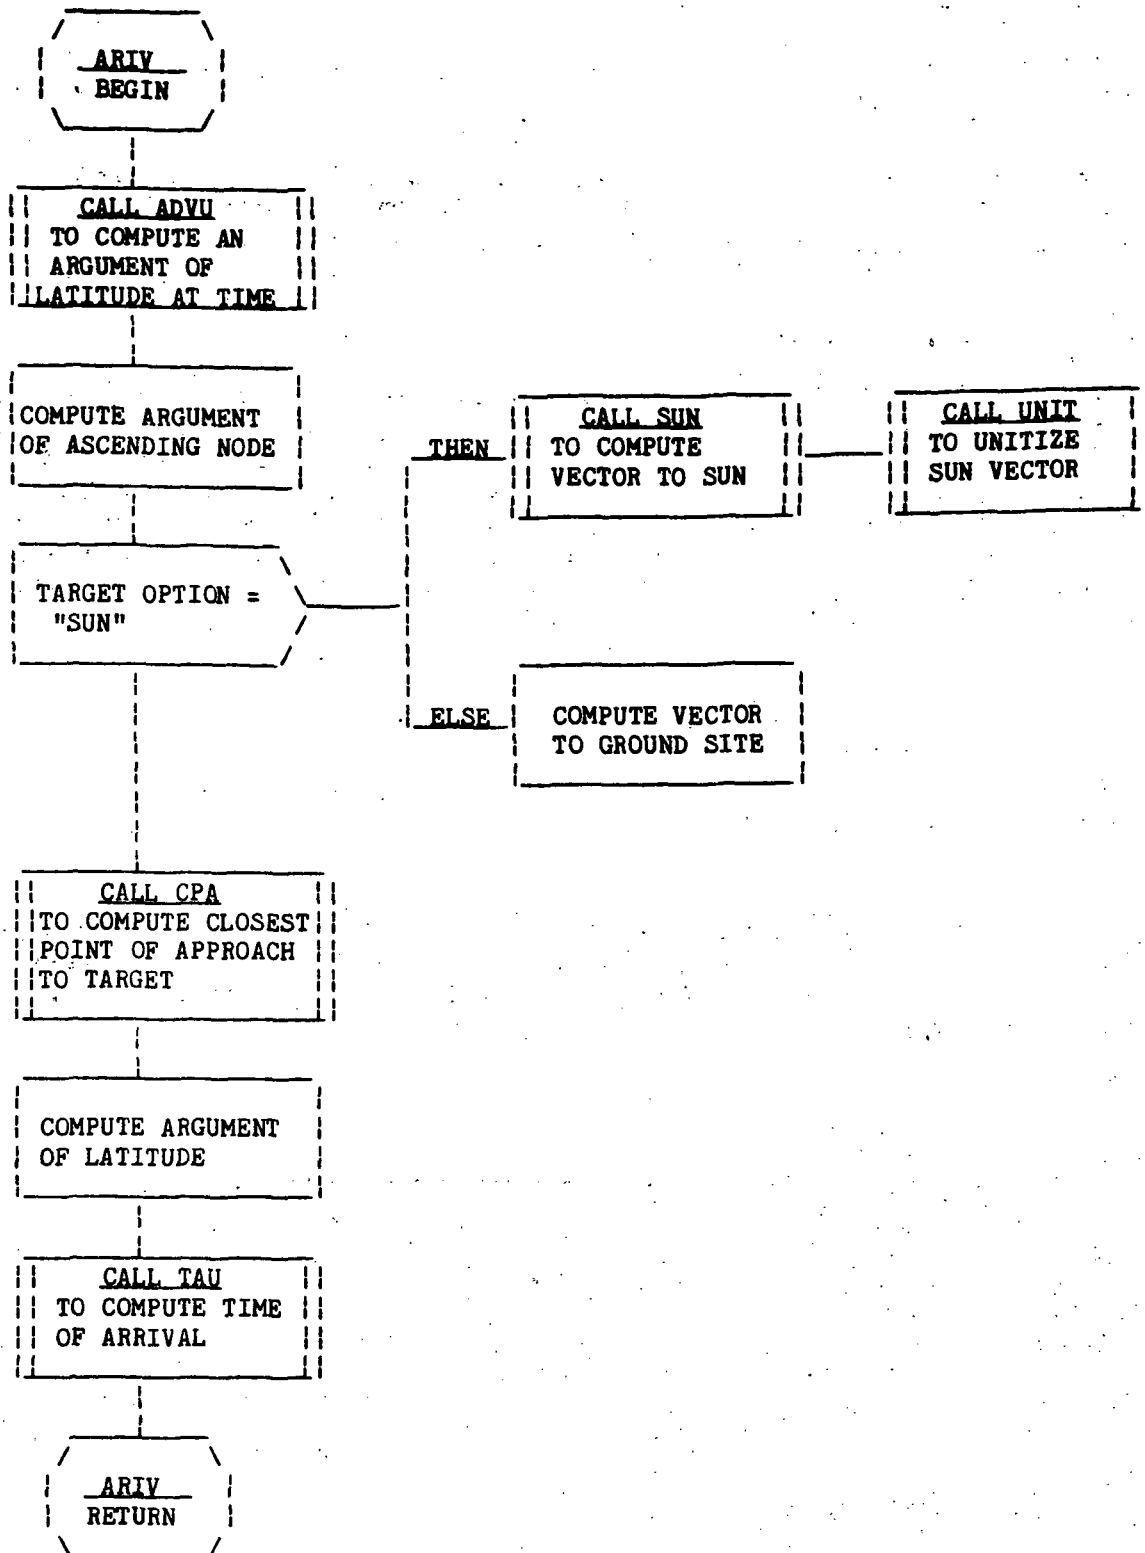 ARIV
BEGIN
CALL ADVU
TO COMPUTE AN
ARGUMENT OF
LATITUDE AT TIME
COMPUTE ARGUMENT
OF ASCENDING NODE
TARGET OPTION =
"SUN"
THEN
CALL SUN
TO COMPUTE
VECTOR TO SUN
CALL UNIT
TO UNITIZE
SUN VECTOR
ELSE
COMPUTE VECTOR
TO GROUND SITE
CALL CPA
TO COMPUTE CLOSEST
POINT OF APPROACH
TO TARGET
COMPUTE ARGUMENT
OF LATITUDE
CALL TAU
TO COMPUTE TIME
OF ARRIVAL
ARIV
RETURN